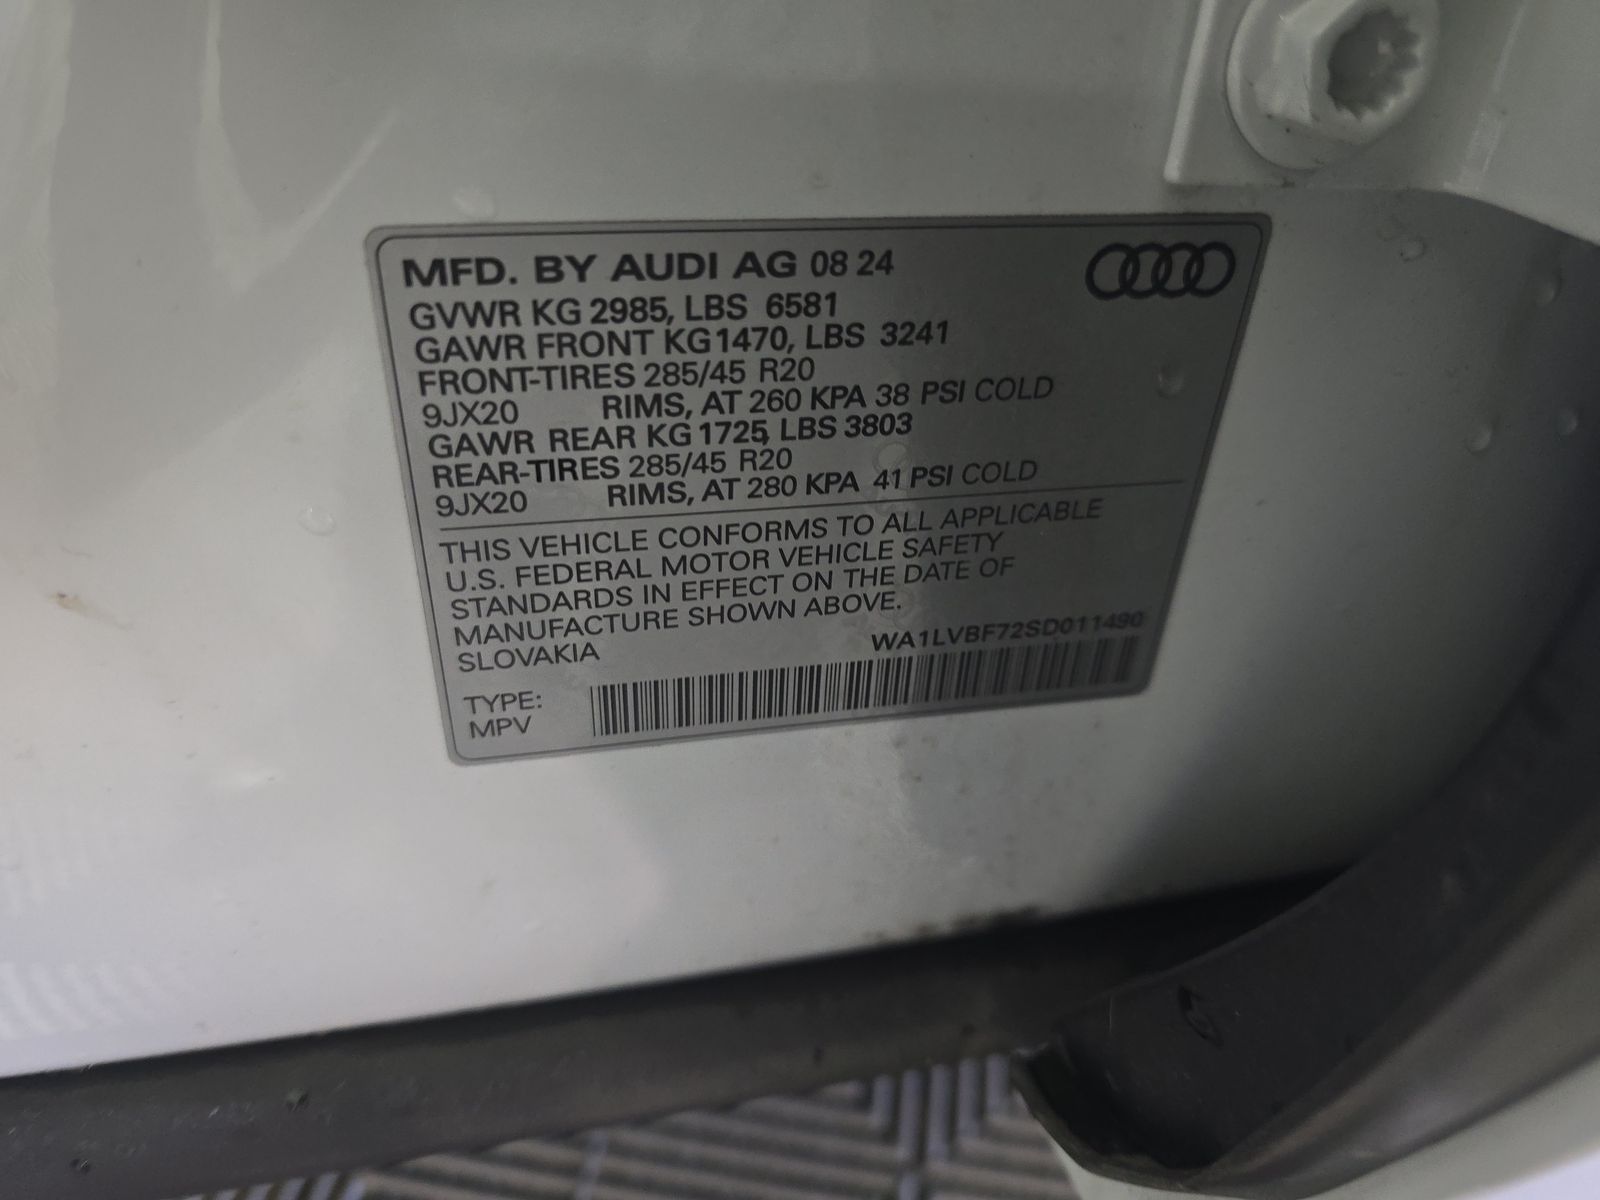 MFD. BY AUDI AG 08 24
GVWR KG 2985, LBS 6581
GAWR FRONT KG1470, LBS 3241
FRONT-TIRES 285/45 R20
9JX20 RIMS, AT 260 KPA 38 PSI COLD
GAWR REAR KG 1725, LBS 3803
REAR-TIRES 285/45 R20
9JX20 RIMS, AT 280 KPA 41 PSI COLD
THIS VEHICLE CONFORMS TO ALL APPLICABLE
U.S. FEDERAL MOTOR VEHICLE SAFETY
STANDARDS IN EFFECT ON THE DATE OF
MANUFACTURE SHOWN ABOVE.
SLOVAKIA WA1LVBF72SD011490
TYPE:
MPV